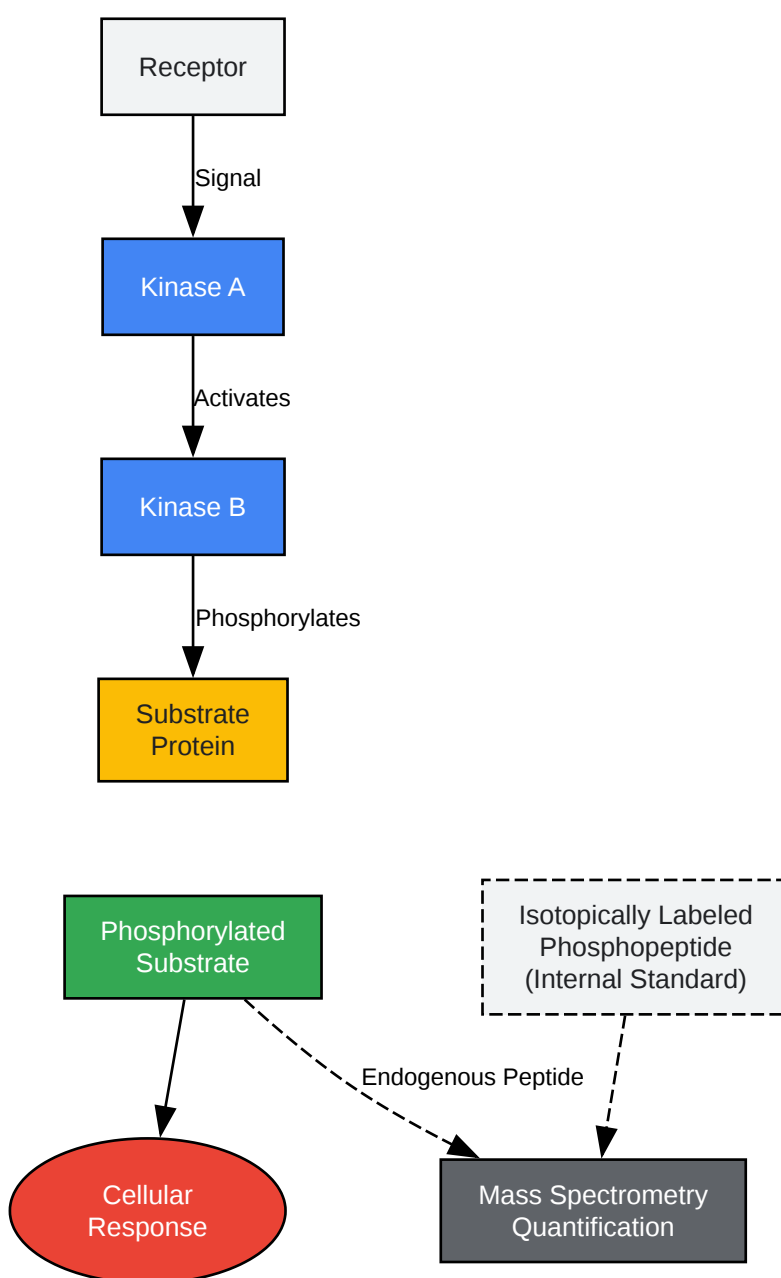 Receptor
Signal
Kinase A
Activates
Kinase B
Phosphorylates
Substrate
Protein
Phosphorylated
Substrate
Isotopically Labeled
Phosphopeptide
(Internal Standard)
Endogenous Peptide
Cellular
Response
Mass Spectrometry
Quantification